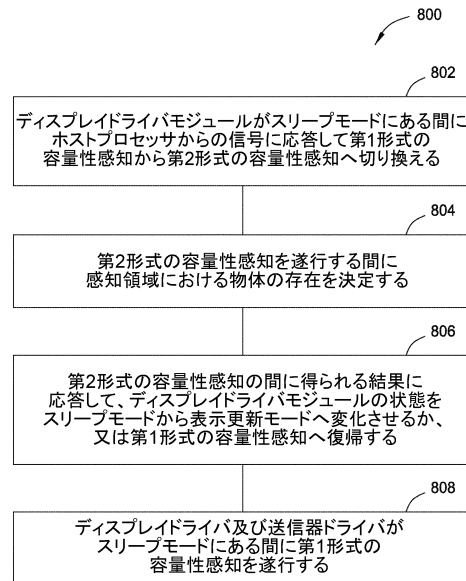 800
802
ディスプレイドライバモジュールがスリープモードにある間に
ホストプロセッサからの信号に応答して第1形式の
容量性感知から第2形式の容量性感知へ切り換える
804
第2形式の容量性感知を遂行する間に
感知領域における物体の存在を決定する
806
第2形式の容量性感知の間に得られる結果に
応答して、ディスプレイドライバモジュールの状態を
スリープモードから表示更新モードへ変化させるか、
又は第1形式の容量性感知へ復帰する
808
ディスプレイドライバ及び送信器ドライバが
スリープモードにある間に第1形式の
容量性感知を遂行する